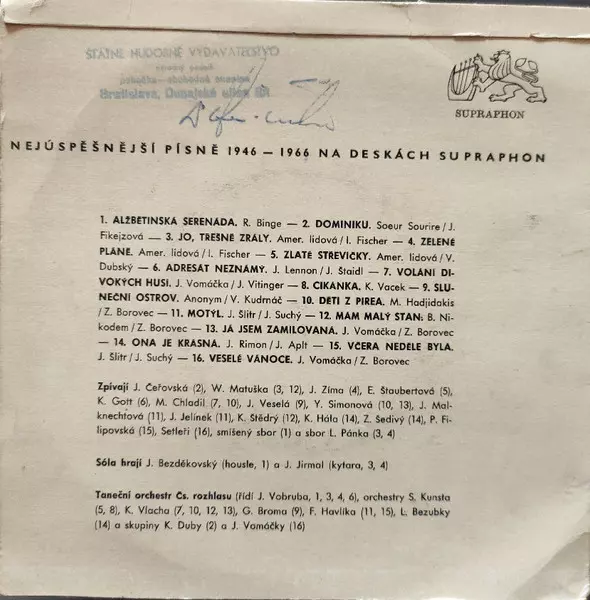 ŠTÁTNE HUDOBNÉ VYDAVATEĽSTVO
Bratislava, Dunajská ulica
SUPRAPHON
NEJÚSPĚŠNĚJŠÍ PÍSNĚ 1946 – 1966 NA DESKÁCH SUPRAPHON
1. ALŽBĚTINSKÁ SERENÁDA. R. Binge – 2. DOMINIKU. Soeur Sourire/J.
Fikejzová – 3. JO, TŘEŠNĚ ZRÁLY. Amer. lidová/I. Fischer – 4. ZELENÉ
PLÁNĚ. Amer. lidová/I. Fischer – 5. ZLATÉ STŘEVÍČKY. Amer. lidová/V.
Dubský – 6. ADRESÁT NEZNÁMÝ. J. Lennon/J. Štaidl – 7. VOLÁNÍ DI-
VOKÝCH HUSÍ. J. Vomáčka/J. Vitinger – 8. CIKÁNKA. K. Vacek – 9. SLU-
NEČNÍ OSTROV. Anonym/V. Kudrnáč – 10. DĚTI Z PIREA. M. Hadjidakis
/Z. Borovec – 11. MOTÝL. J. Šlitr/J. Suchý – 12. MÁM MALÝ STAN. B. Ni-
kodem/Z. Borovec – 13. JÁ JSEM ZAMILOVANÁ. J. Vomáčka/Z. Borovec
– 14. ONA JE KRÁSNÁ. J. Rimon/J. Aplt – 15. VČERA NEDĚLE BYLA.
J. Šlitr/J. Suchý – 16. VESELÉ VÁNOCE. J. Vomáčka/Z. Borovec
Zpívají J. Čeřovská (2), W. Matuška (3, 12), J. Zíma (4), E. Štaubertová (5),
K. Gott (6), M. Chladil (7, 10), J. Veselá (9), Y. Simonová (10, 13), J. Mal-
knechtová (11), J. Jelínek (11), K. Štědrý (12), K. Hála (14), Z. Šedivý (14), P. Fi-
lipovská (15), Setleři (16), smíšený sbor (1) a sbor L. Pánka (3, 4)
Sóla hrají J. Bezděkovský (housle, 1) a J. Jirmal (kytara, 3, 4)
Taneční orchestr Čs. rozhlasu (řídí J. Vobruba, 1, 3, 4, 6), orchestry S. Kunsta
(5, 8), K. Vlacha (7, 10, 12, 13), G. Broma (9), F. Havlíka (11, 15), L. Bezubky
(14) a skupiny K. Duby (2) a J. Vomáčky (16)